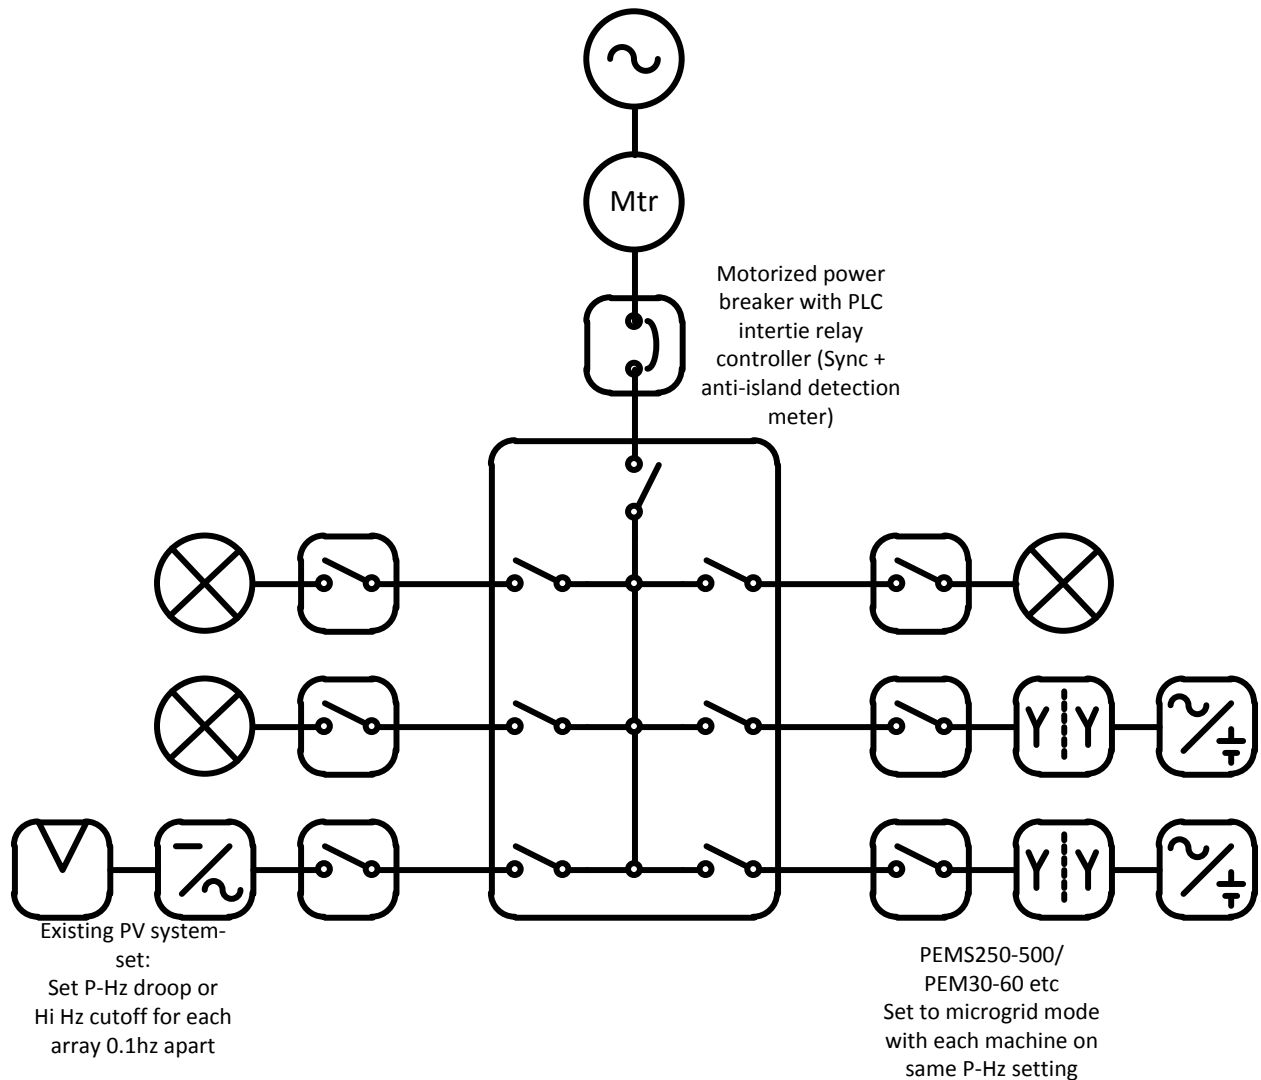 Mtr
Motorized power
breaker with PLC
intertie relay
controller (Sync +
anti-island detection
meter)
Existing PV system-
set:
Set P-Hz droop or
Hi Hz cutoff for each
array 0.1hz apart
PEMS250-500/
PEM30-60 etc
Set to microgrid mode
with each machine on
same P-Hz setting